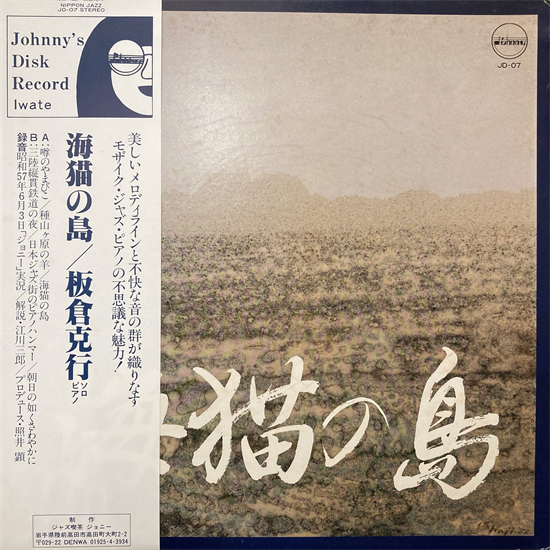 NIPPON JAZZ
JD-07 STEREO
Johnny's
Disk
Record
Iwate
美しいメロディラインと不快な音の群が織りなす
モザイク・ジャズ・ピアノの不思議な魅力!
海猫の島/板倉克行 ソロピアノ
A:噂のやまびこ/種山ヶ原の羊/海猫の島
B:三陸縦貫鉄道の夜/日本ジャズ街のピアノハンマー/朝日の如くさわやかに
録音昭和57年6月3日「ジョニー」実況/解説・江川三郎/プロデュース・照井 顕
制作
ジャズ喫茶 ジョニー
岩手県陸前高田市高田町大町2-2
〒029-22 DENWA 01925-4-3934
JD-07
猫の島